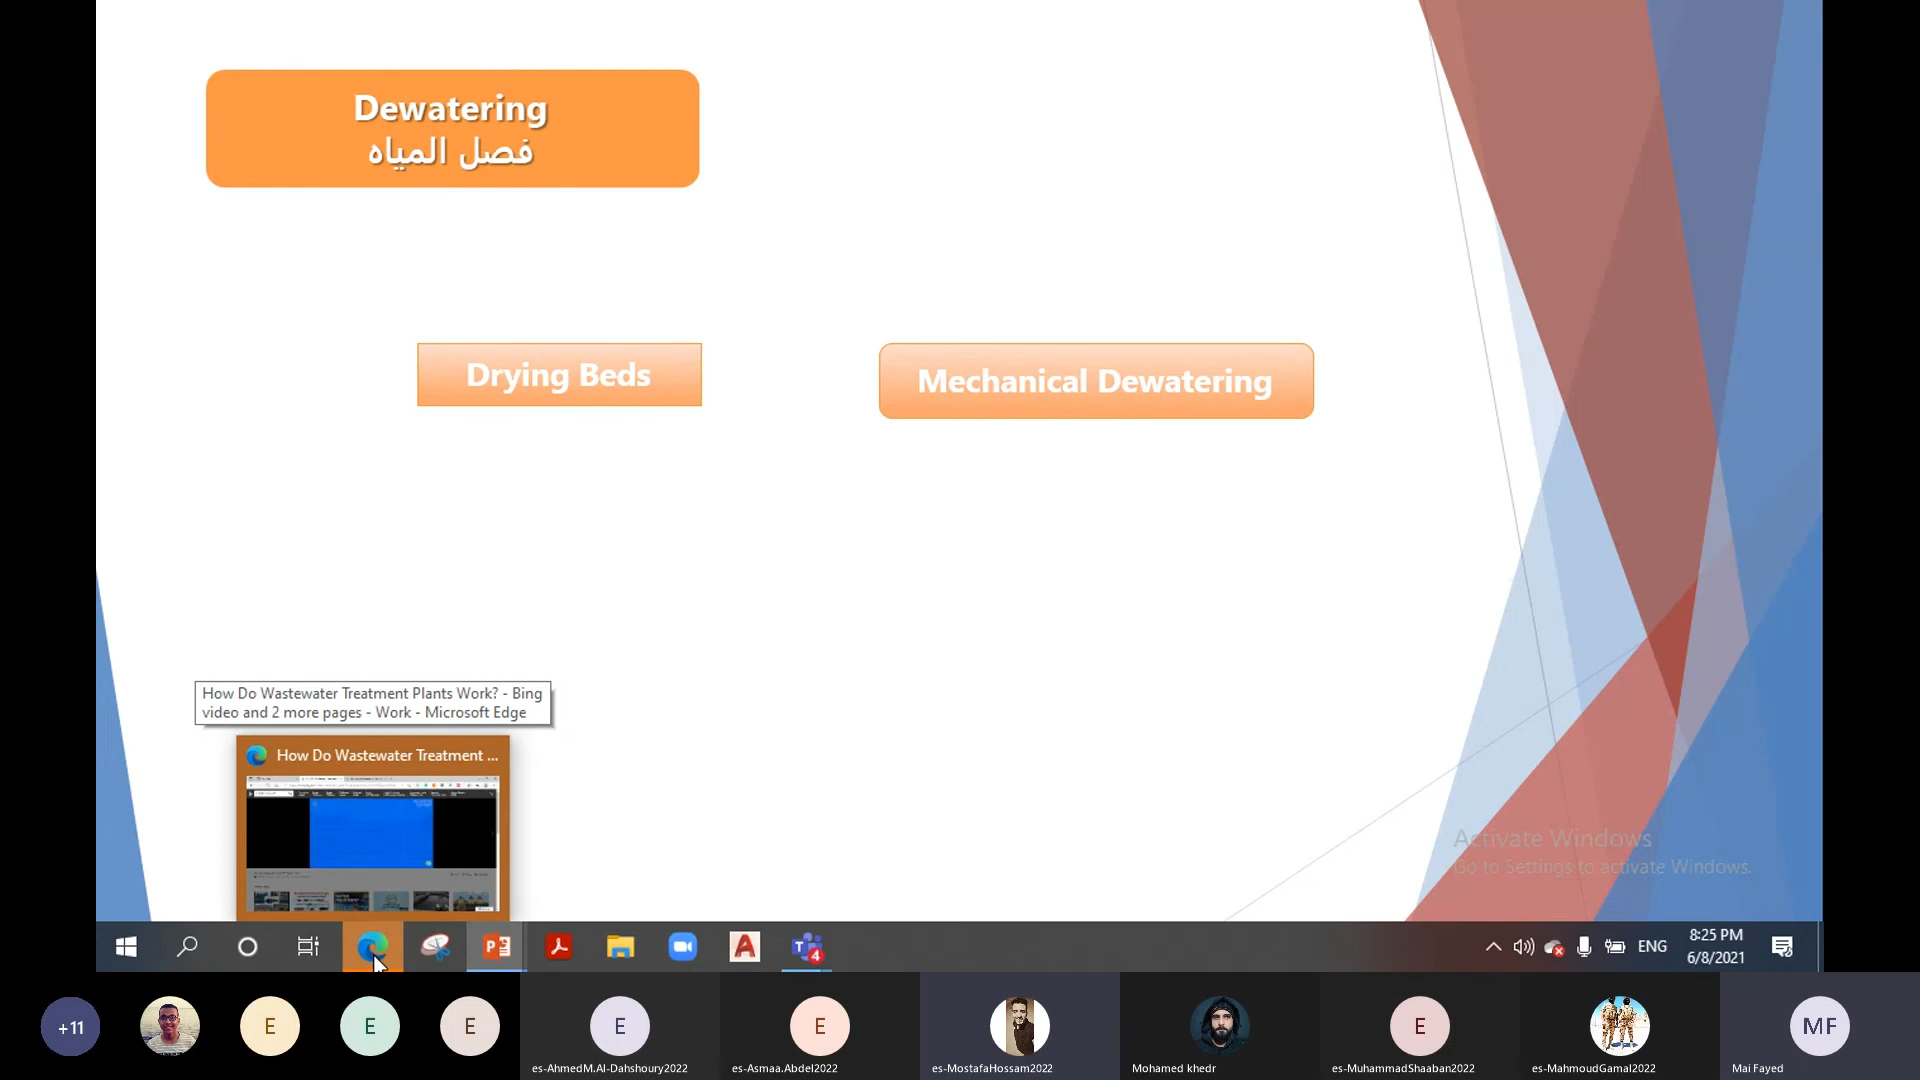 Dewatering
فصل المياه
Drying Beds
Mechanical Dewatering
How Do Wastewater Treatment Plants Work? - Bing
video and 2 more pages - Work - Microsoft Edge
How Do Wastewater Treatment ...
Activate Windows
Go to Settings to activate Windows.
4
ENG
8:25 PM
6/8/2021
+11
E
E
E
E
E
E
MF
es-AhmedM.Al-Dahshoury2022
es-Asmaa.Abdel2022
es-MostafaHossam2022
Mohamed khedr
es-MuhammadShaaban2022
es-MahmoudGamal2022
Mai Fayed